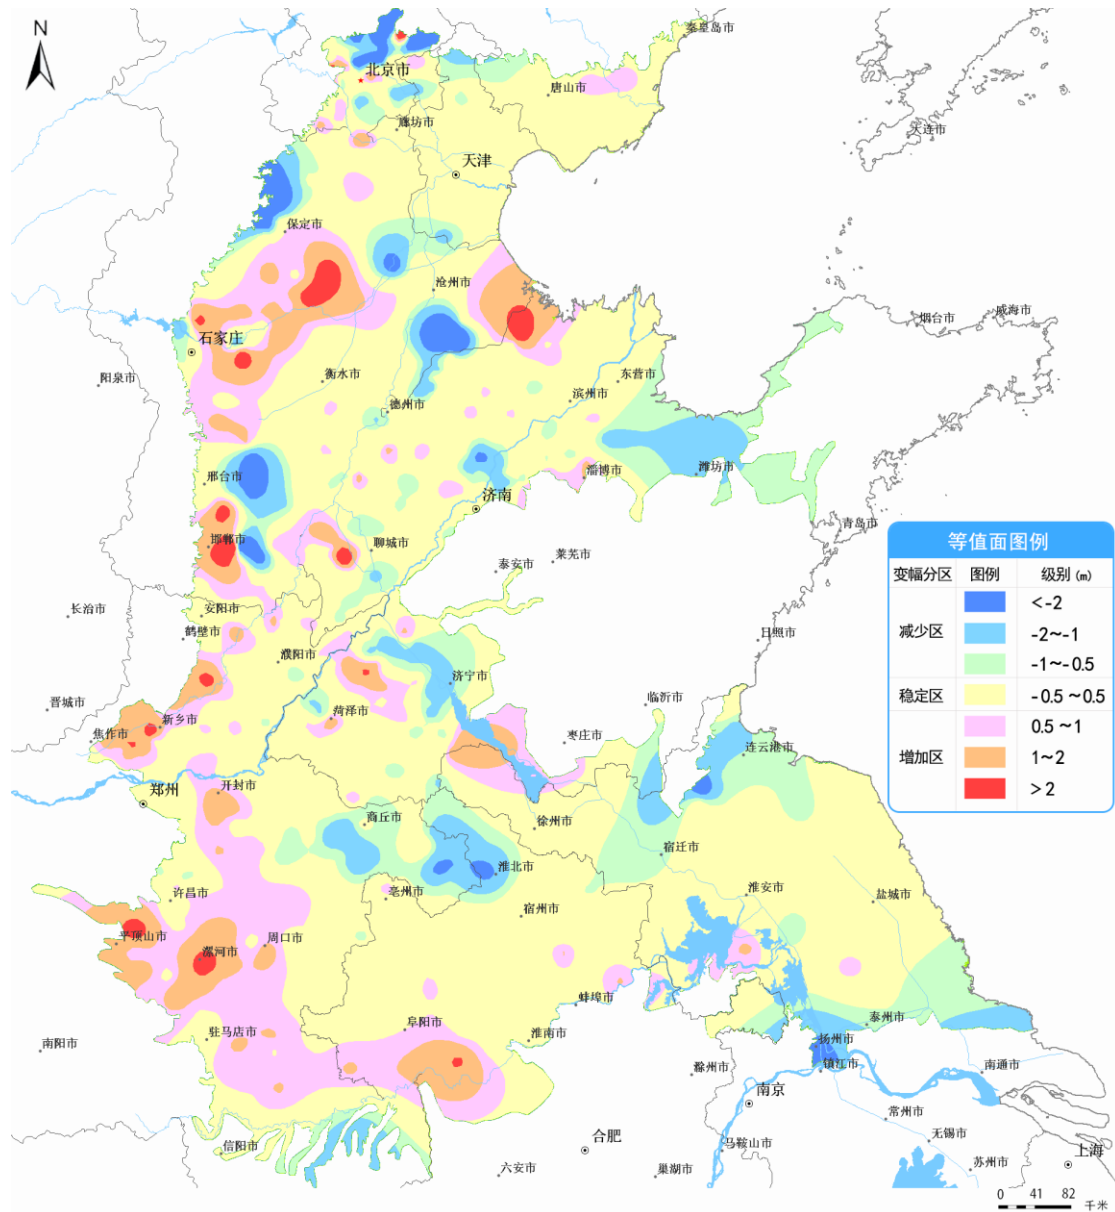 N
秦皇岛市
北京市
唐山市
廊坊市
大连市
天津
保定市
沧州市
石家庄
烟台市
威海市
阳泉市
衡水市
东营市
德州市
滨州市
邢台市
淄博市
潍坊市
济南
青岛市
邯郸市
聊城市
莱芜市
泰安市
长治市
安阳市
鹤壁市
日照市
濮阳市
济宁市
晋城市
临沂市
菏泽市
新乡市
焦作市
枣庄市
连云港市
开封市
郑州
商丘市
徐州市
宿迁市
淮北市
许昌市
亳州市
淮安市
盐城市
宿州市
平顶山市
周口市
漯河市
蚌埠市
驻马店市
阜阳市
淮南市
泰州市
扬州市
南阳市
滁州市
镇江市
南通市
南京
常州市
信阳市
合肥
马鞍山市
无锡市
上海
六安市
巢湖市
苏州市
等值面图例
变幅分区 图例 级别 (m)
减少区
<-2
-2~-1
-1~-0.5
稳定区 -0.5~0.5
增加区
0.5~1
1~2
>2
0 41 82
千米